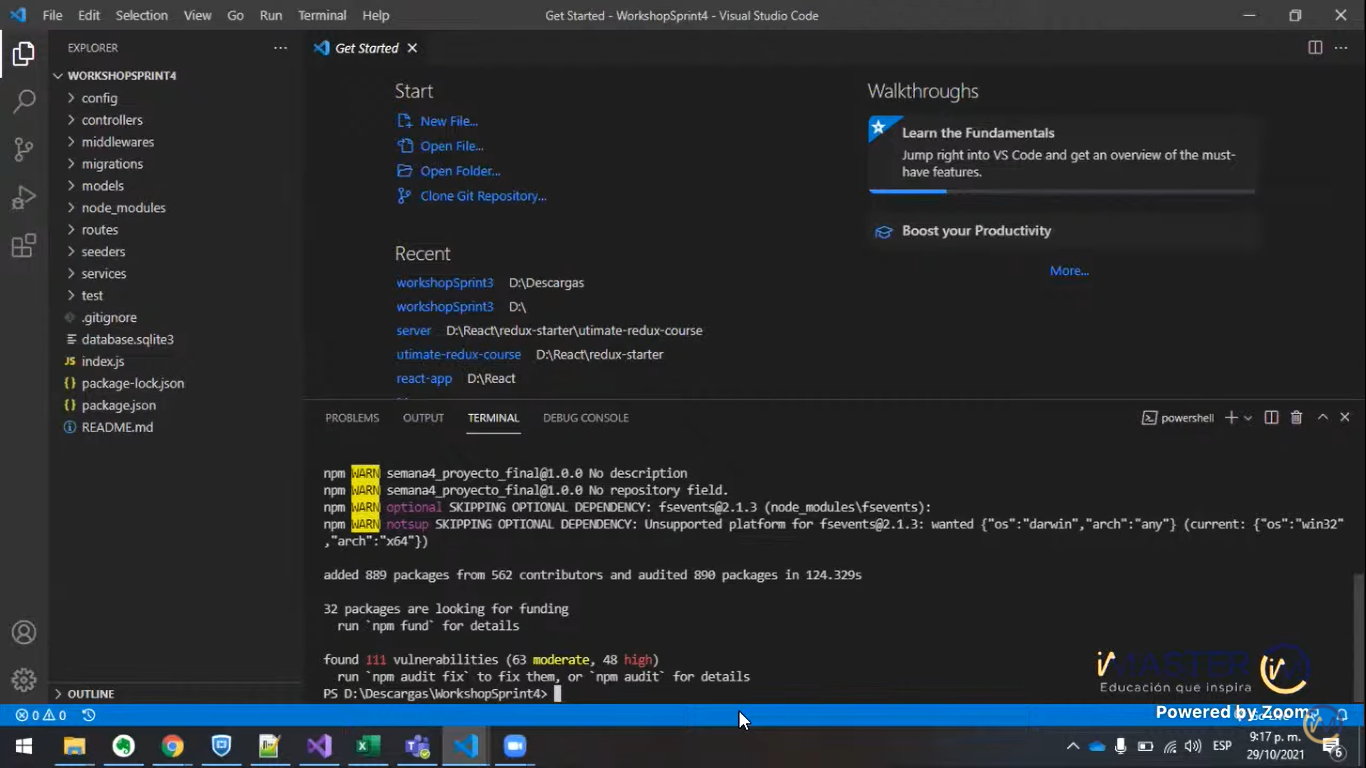 File Edit Selection View Go Run Terminal Help
Get Started - WorkshopSprint4 - Visual Studio Code
EXPLORER
WORKSHOPSPRINT4
config
controllers
middlewares
migrations
models
node_modules
routes
seeders
services
test
.gitignore
database.sqlite3
JS index.js
{} package-lock.json
{} package.json
README.md
OUTLINE
Get Started
Start
New File...
Open File...
Open Folder...
Clone Git Repository...
Recent
workshopSprint3 D:\Descargas
workshopSprint3 D:\
server D:\React\redux-starter\utimate-redux-course
utimate-redux-course D:\React\redux-starter
react-app D:\React
Walkthroughs
Learn the Fundamentals
Jump right into VS Code and get an overview of the must-
have features.
Boost your Productivity
More...
PROBLEMS OUTPUT TERMINAL DEBUG CONSOLE
powershell
npm WARN semana4_proyecto_final@1.0.0 No description
npm WARN semana4_proyecto_final@1.0.0 No repository field.
npm WARN optional SKIPPING OPTIONAL DEPENDENCY: fsevents@2.1.3 (node_modules\fsevents):
npm WARN notsup SKIPPING OPTIONAL DEPENDENCY: Unsupported platform for fsevents@2.1.3: wanted {"os":"darwin","arch":"any"} (current: {"os":"win32"
,"arch":"x64"})
added 889 packages from 562 contributors and audited 890 packages in 124.329s
32 packages are looking for funding
run `npm fund` for details
found 111 vulnerabilities (63 moderate, 48 high)
run `npm audit fix` to fix them, or `npm audit` for details
PS D:\Descargas\WorkshopSprint4>
iMASTER
Educación que inspira
Powered by Zoom
0 0
ESP
9:17 p. m.
29/10/2021
6